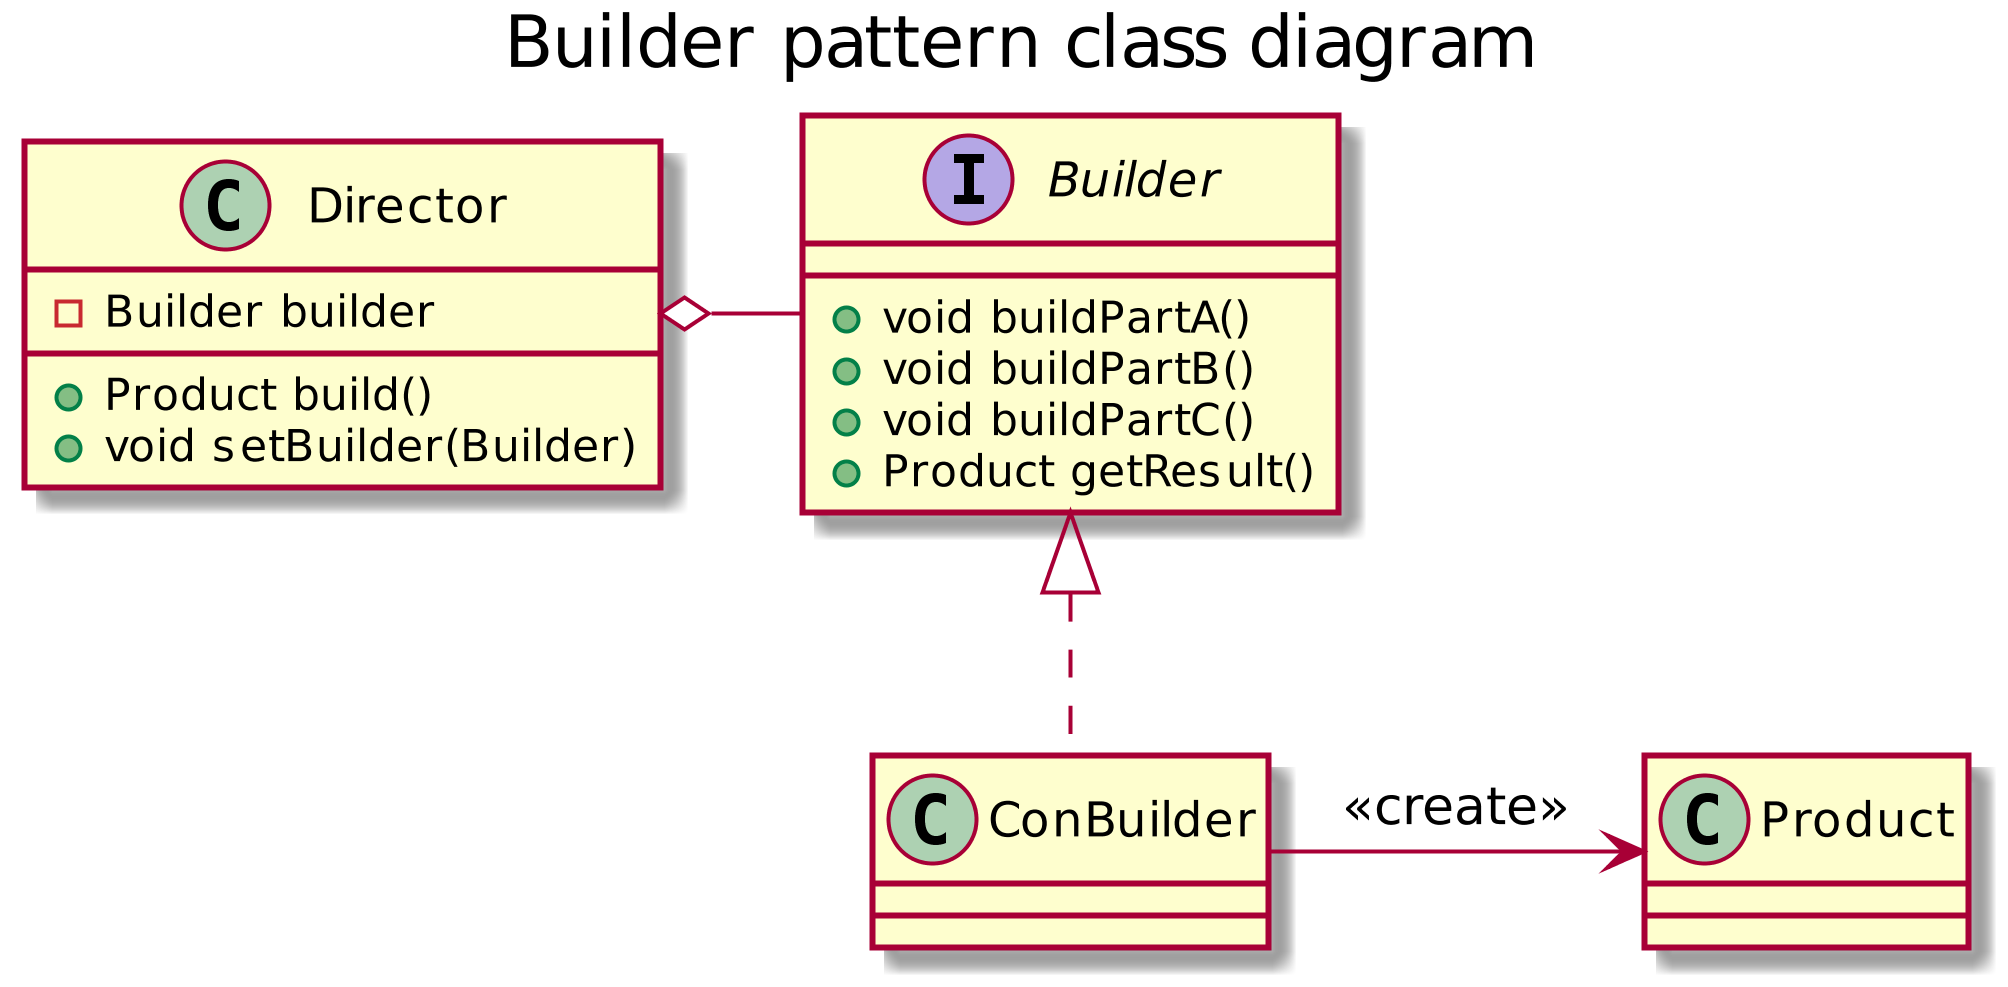 Builder pattern class diagram
C Director
Builder builder
Product build()
void setBuilder(Builder)
I Builder
void buildPartA()
void buildPartB()
void buildPartC()
Product getResult()
C ConBuilder
«create»
C Product